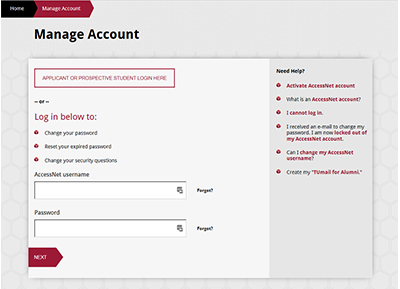 Home
Manage Account
Manage Account
APPLICANT OR PROSPECTIVE STUDENT LOGIN HERE
-- or --
Log in below to:
Change your password
Reset your expired password
Change your security questions
AccessNet username
Forgot?
Password
Forgot?
NEXT
Need Help?
Activate AccessNet account
What is an AccessNet account?
I cannot log in.
I received an e-mail to change my
password. I am now locked out of
my AccessNet account.
Can I change my AccessNet
username?
Create my "TUmail for Alumni."